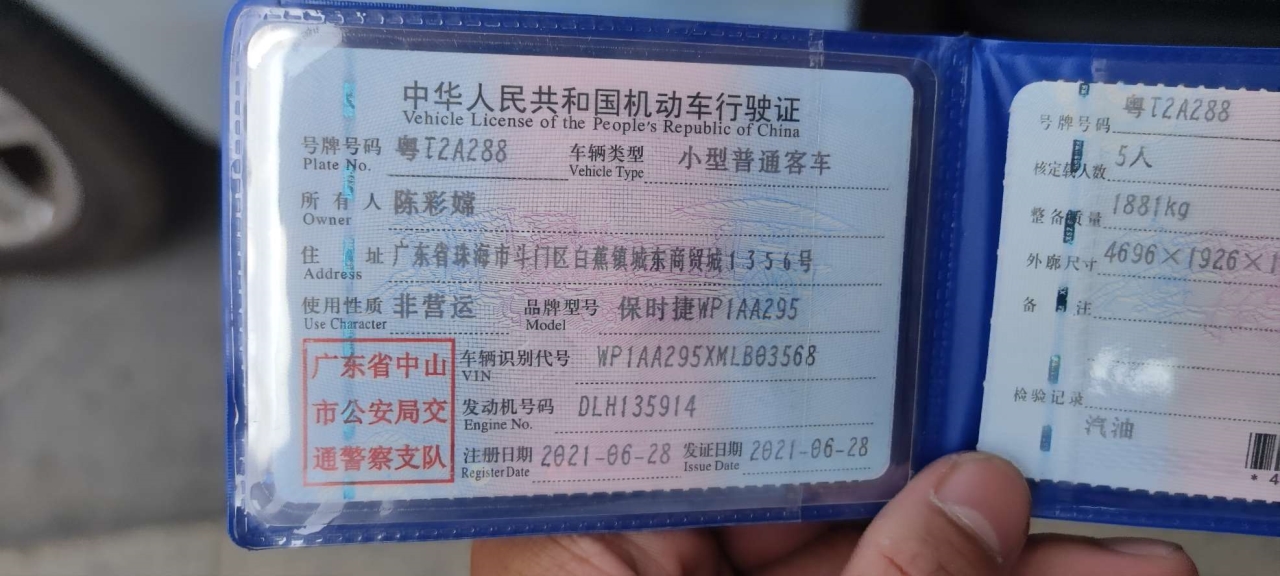 中华人民共和国机动车行驶证
Vehicle License of the People's Republic of China
号牌号码 粤T2A288 车辆类型 小型普通客车
Plate No. Vehicle Type
所有人 陈彩嫦
Owner
住址 广东省珠海市斗门区白蕉镇城东商贸城1356号
Address
使用性质 非营运 品牌型号 保时捷WP1AA295
Use Character Model
车辆识别代号 WP1AA295XMLB03568
VIN
发动机号码 DLH135914
Engine No.
注册日期 2021-06-28 发证日期 2021-06-28
Register Date Issue Date
广东省中山
市公安局交
通警察支队
号牌号码 粤T2A288
核定载人数 5人
整备质量 1881kg
外廓尺寸 4696×1926×1
备注
检验记录
汽油
*4